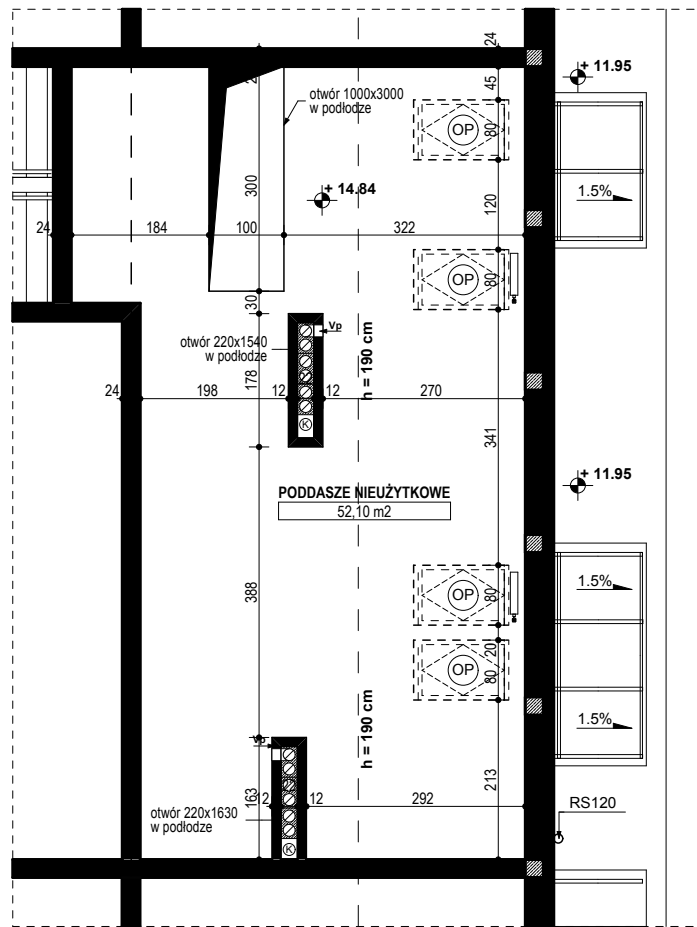 24
+ 11.95
45
otwór 1000x3000
w podłodze
OP
80
300
+ 14.84
120
1.5%
24
184
100
322
OP
80
30
Vp
otwór 220x1540
w podłodze
178
h = 190 cm
24
198
12
12
270
K
341
+ 11.95
PODDASZE NIEUŻYTKOWE
52,10 m2
388
OP
80
1.5%
20
OP
80
h = 190 cm
1.5%
Vp
163
213
12
12
292
RS120
otwór 220x1630
w podłodze
K